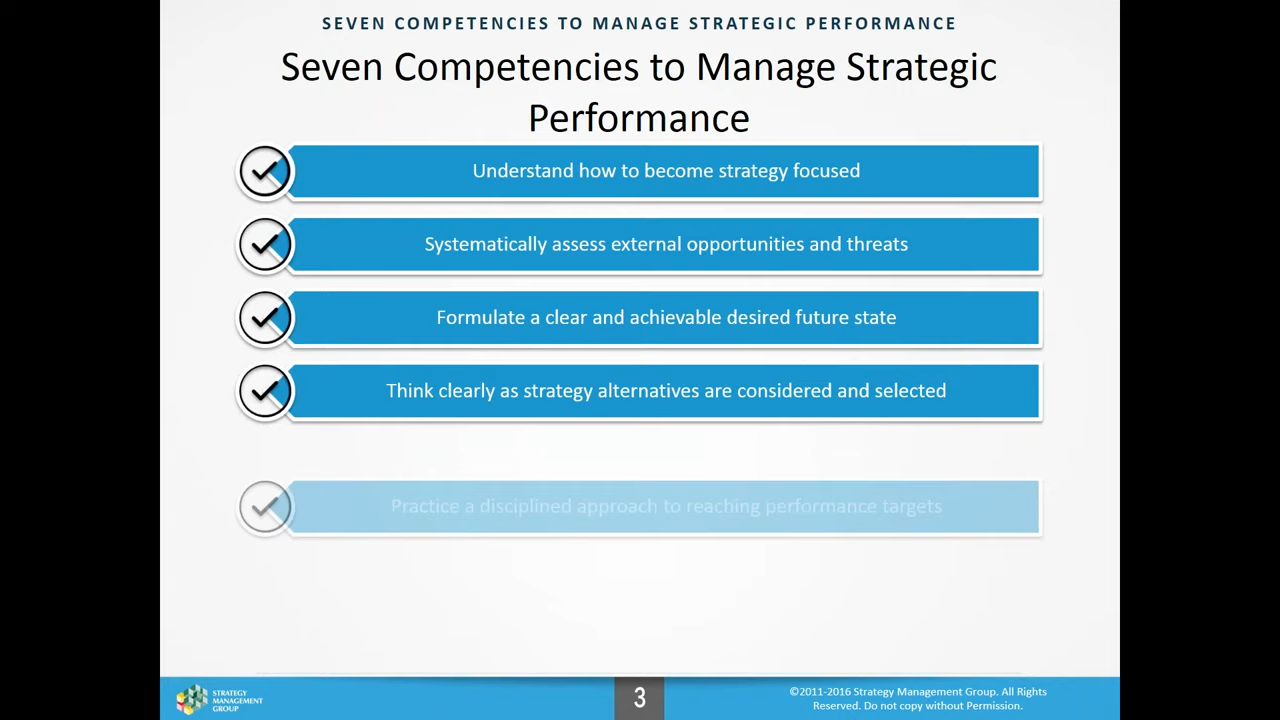 SEVEN COMPETENCIES TO MANAGE STRATEGIC PERFORMANCE
Seven Competencies to Manage Strategic
Performance
Understand how to become strategy focused
Systematically assess external opportunities and threats
Formulate a clear and achievable desired future state
Think clearly as strategy alternatives are considered and selected
Practice a disciplined approach to reaching performance targets
STRATEGY
MANAGEMENT
GROUP
3
©2011-2016 Strategy Management Group. All Rights
Reserved. Do not copy without Permission.